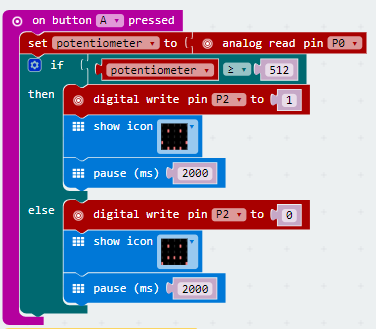 on button A pressed
set potentiometer to analog read pin P0
if potentiometer ≥ 512
then
digital write pin P2 to 1
show icon
pause (ms) 2000
else
digital write pin P2 to 0
show icon
pause (ms) 2000